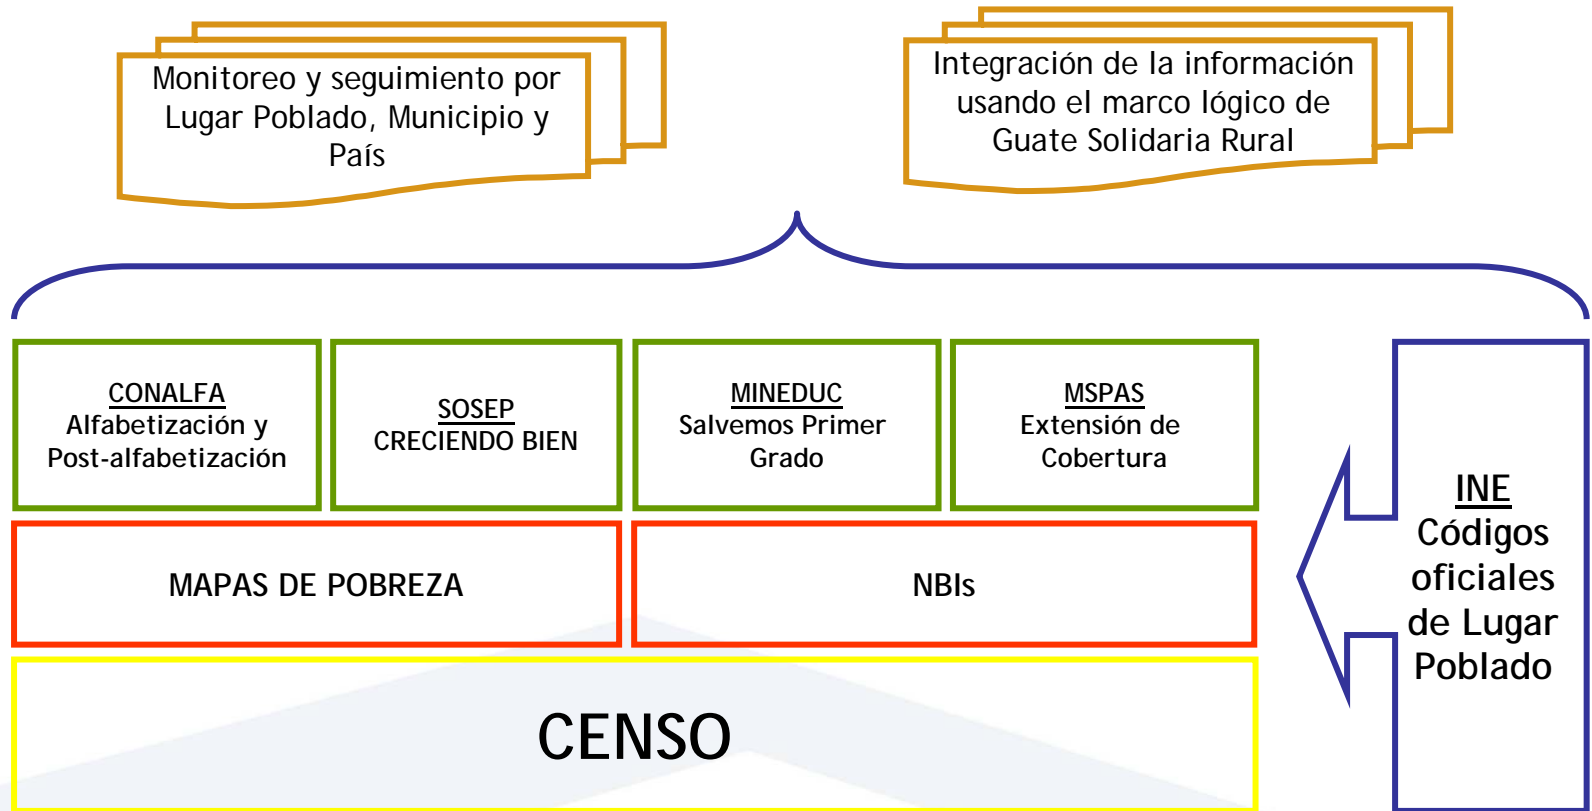 Monitoreo y seguimiento por
Lugar Poblado, Municipio y
País
Integración de la información
usando el marco lógico de
Guate Solidaria Rural
CONALFA
Alfabetización y
Post-alfabetización
SOSEP
CRECIENDO BIEN
MINEDUC
Salvemos Primer
Grado
MSPAS
Extensión de
Cobertura
INE
Códigos
oficiales
de Lugar
Poblado
MAPAS DE POBREZA
NBIs
CENSO